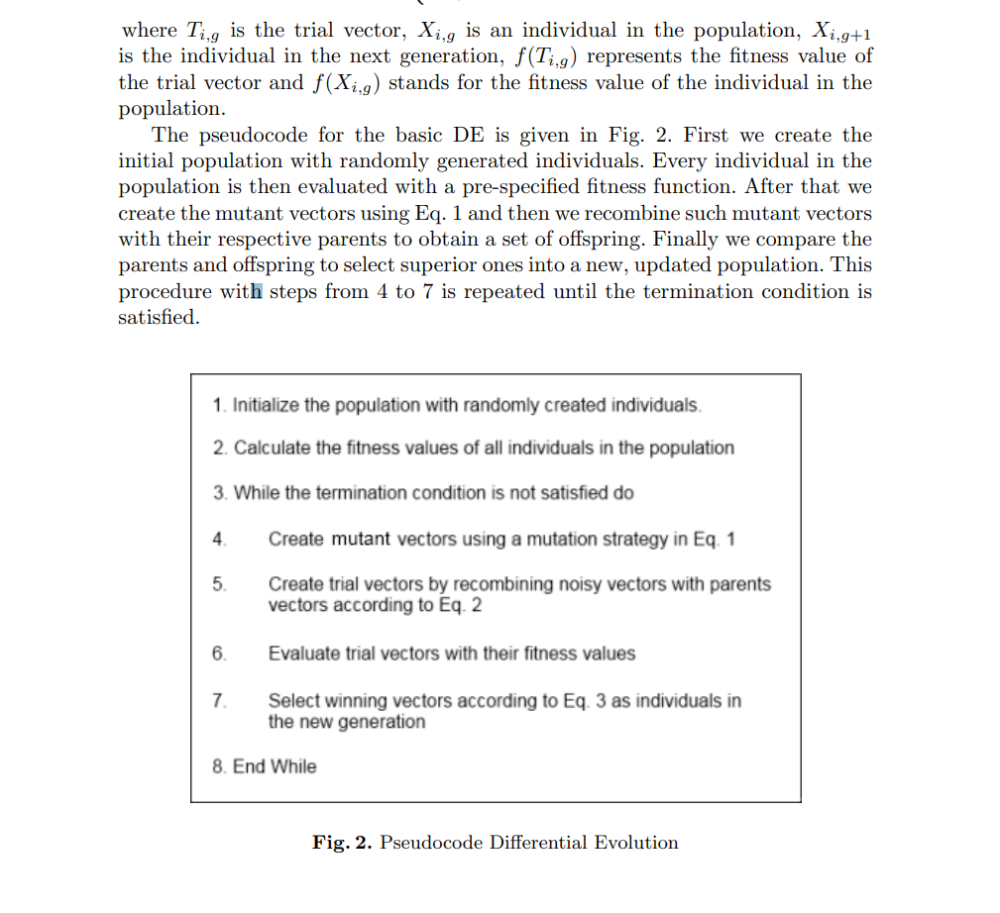 where T_{i,g} is the trial vector, X_{i,g} is an individual in the population, X_{i,g+1}
is the individual in the next generation, f(T_{i,g}) represents the fitness value of
the trial vector and f(X_{i,g}) stands for the fitness value of the individual in the
population.
The pseudocode for the basic DE is given in Fig. 2. First we create the
initial population with randomly generated individuals. Every individual in the
population is then evaluated with a pre-specified fitness function. After that we
create the mutant vectors using Eq. 1 and then we recombine such mutant vectors
with their respective parents to obtain a set of offspring. Finally we compare the
parents and offspring to select superior ones into a new, updated population. This
procedure with steps from 4 to 7 is repeated until the termination condition is
satisfied.
1. Initialize the population with randomly created individuals.
2. Calculate the fitness values of all individuals in the population
3. While the termination condition is not satisfied do
4. Create mutant vectors using a mutation strategy in Eq. 1
5. Create trial vectors by recombining noisy vectors with parents
vectors according to Eq. 2
6. Evaluate trial vectors with their fitness values
7. Select winning vectors according to Eq. 3 as individuals in
the new generation
8. End While
Fig. 2. Pseudocode Differential Evolution